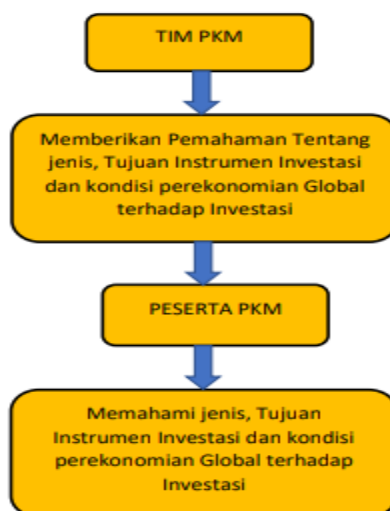 TIM PKM
Memberikan Pemahaman Tentang
jenis, Tujuan Instrumen Investasi
dan kondisi perekonomian Global
terhadap Investasi
PESERTA PKM
Memahami jenis, Tujuan
Instrumen Investasi dan kondisi
perekonomian Global terhadap
Investasi